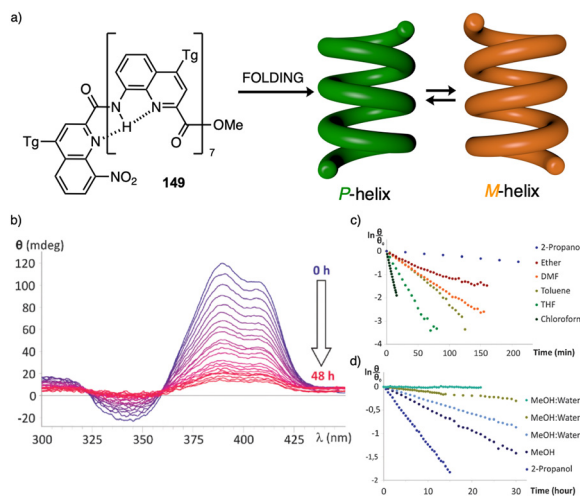 a)
Tg
O
N
H
N
N
Tg
NO2
O
OMe
7
149
FOLDING
P-helix
M-helix
b)
θ (mdeg)
120
100
80
60
40
20
0
-20
300
325
350
375
400
425
λ (nm)
0 h
48 h
c)
ln θ/θ
0
-1
-2
-3
-4
0
50
100
150
200
Time (min)
2-Propano
Ether
DMF
Toluene
THF
Chloroforn
d)
ln θ/θ
0
-0,5
-1
-1,5
-2
0
10
20
30
Time (hour)
MeOH:Water
MeOH:Water
MeOH:Water
MeOH
2-Propanol